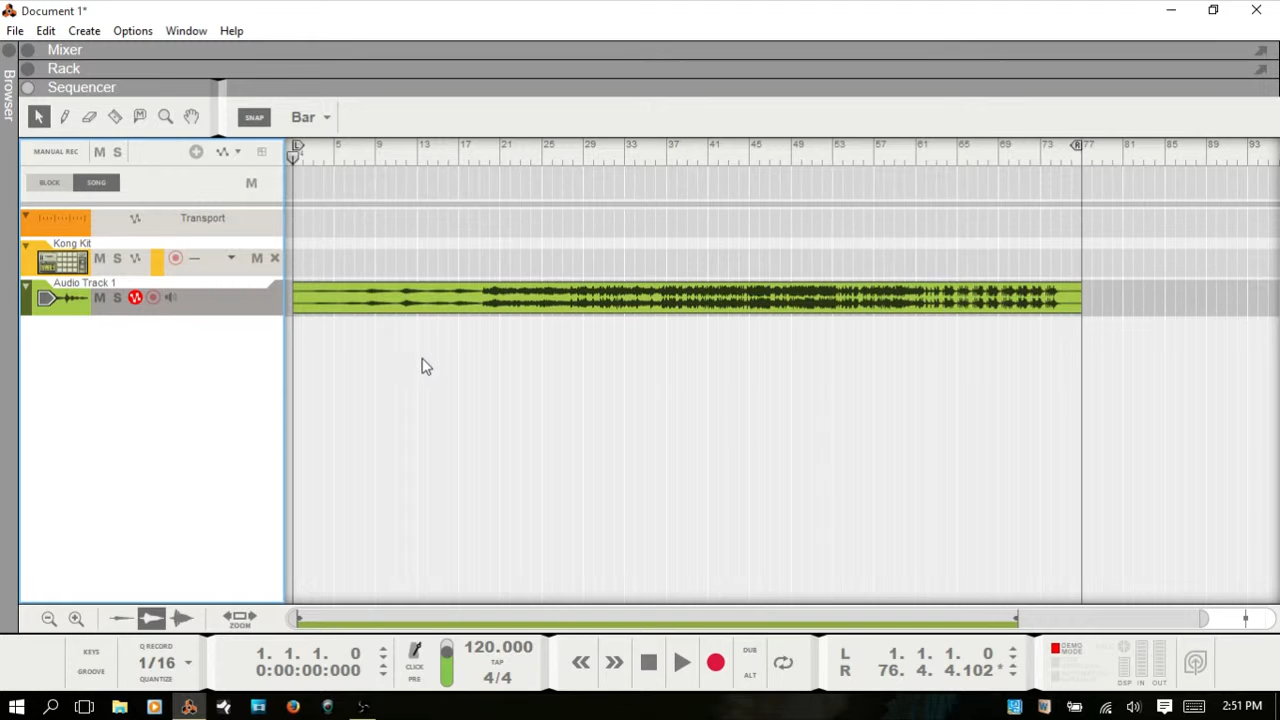 Document 1*
File Edit Create Options Window Help
Browser
Mixer
Rack
Sequencer
M
SNAP Bar
MANUAL REC M S
L 5 9 13 17 21 25 29 33 37 41 45 49 53 57 61 65 69 73 R 77 81 85 89 93
BLOCK SONG M
Transport
Kong Kit
M S — M X
Audio Track 1
M S
ZOOM
KEYS
GROOVE
Q RECORD
1/16
QUANTIZE
1. 1. 1. 0
0:00:00:000
CLICK
PRE
120.000
TAP
4/4
DUB
ALT
L 1. 1. 1. 0
R 76. 4. 4.102 *
DEMO
MODE
DSP IN OUT
2:51 PM